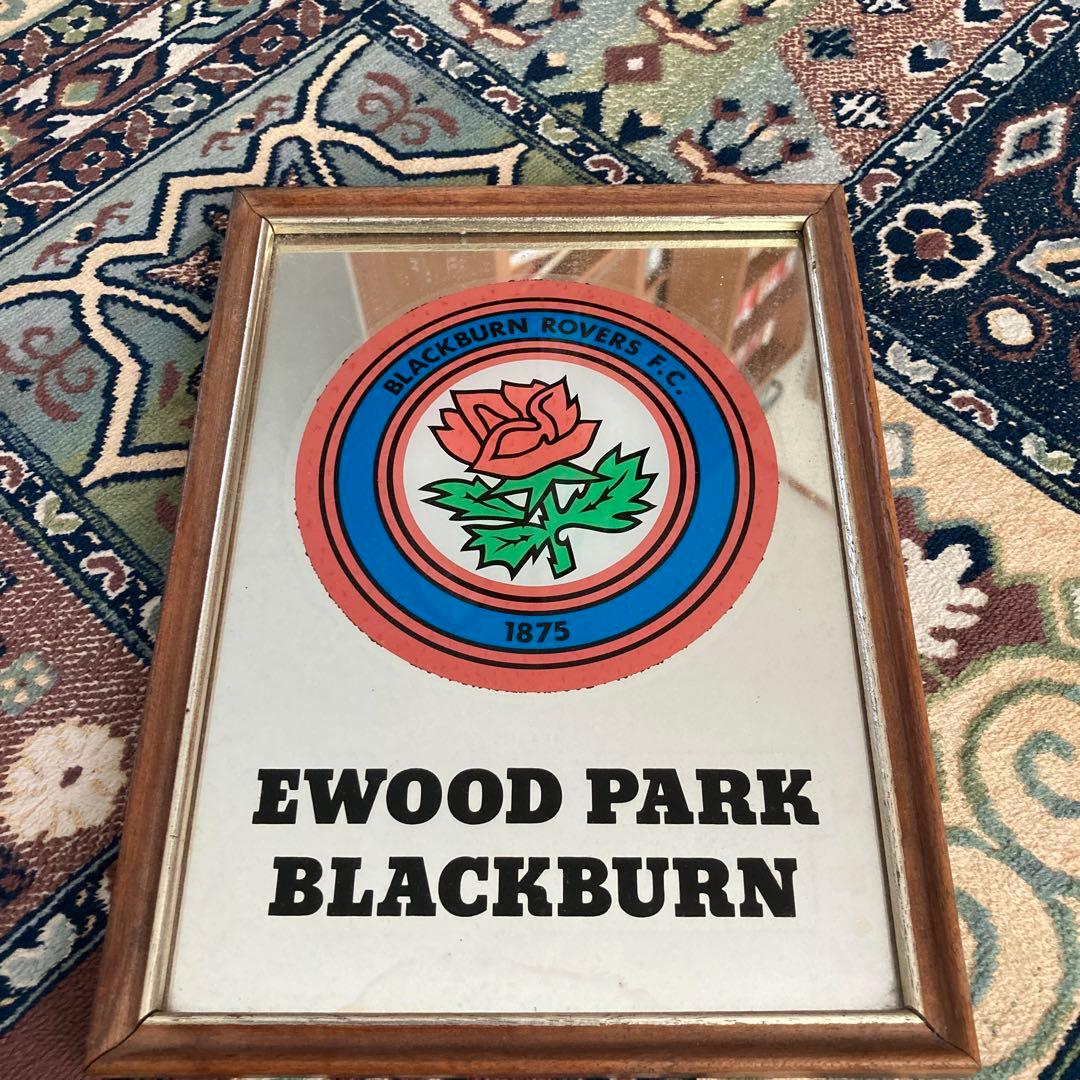 BLACKBURN ROVERS F.C.
1875
EWOOD PARK
BLACKBURN